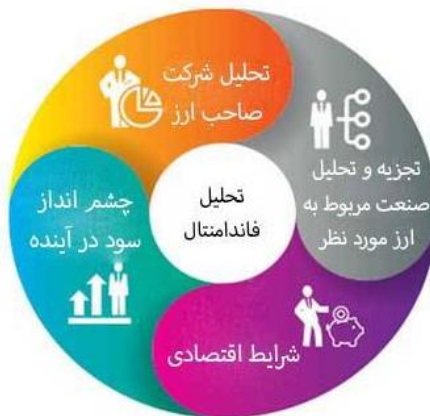 تحلیل شرکت
صاحب ارز
تجزیه و تحلیل
صنعت مربوط به
ارز مورد نظر
تحلیل
فاندامنتال
چشم انداز
سود در آینده
شرایط اقتصادی